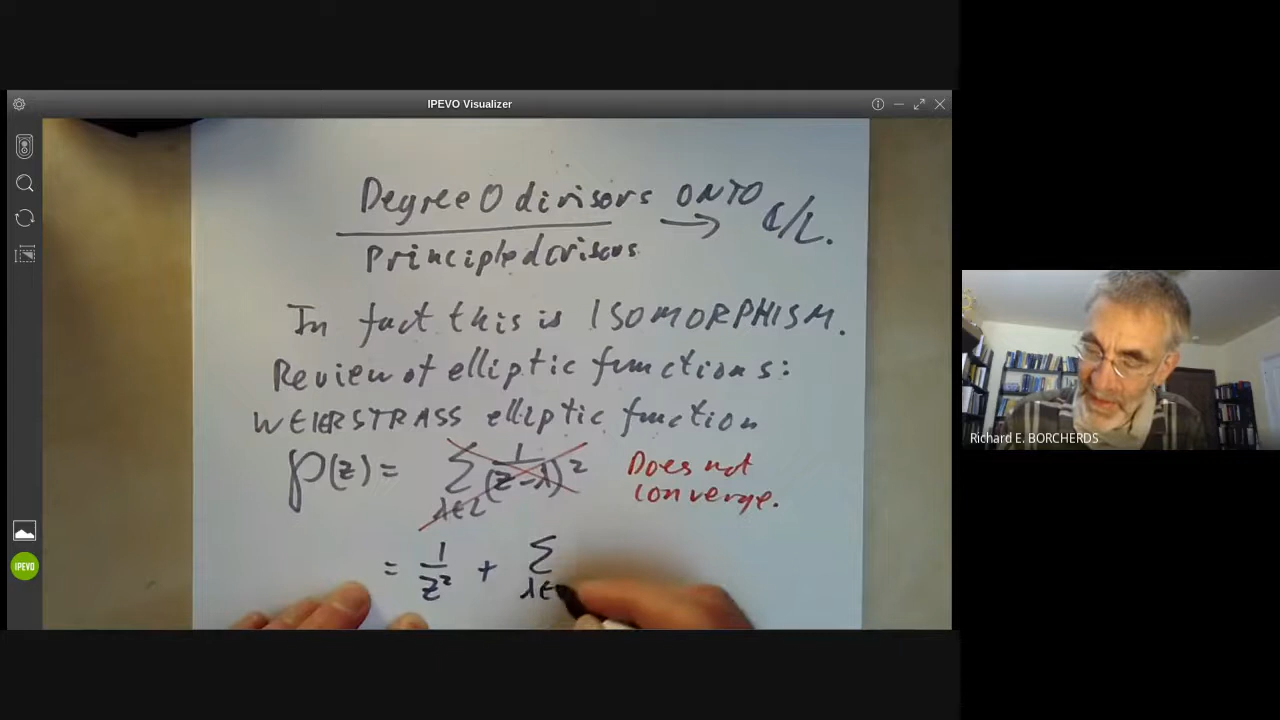 IPEVO Visualizer
Degree 0 divisors ONTO
Principle divisors → ℂ/L.
In fact this is ISOMORPHISM.
Review of elliptic functions:
WEIERSTRASS elliptic function
℘(z) = Σ λ∈L 1/(z-λ)² Does not
converge.
= 1/z² + Σ λ∈
Richard E. BORCHERDS
IPEVO